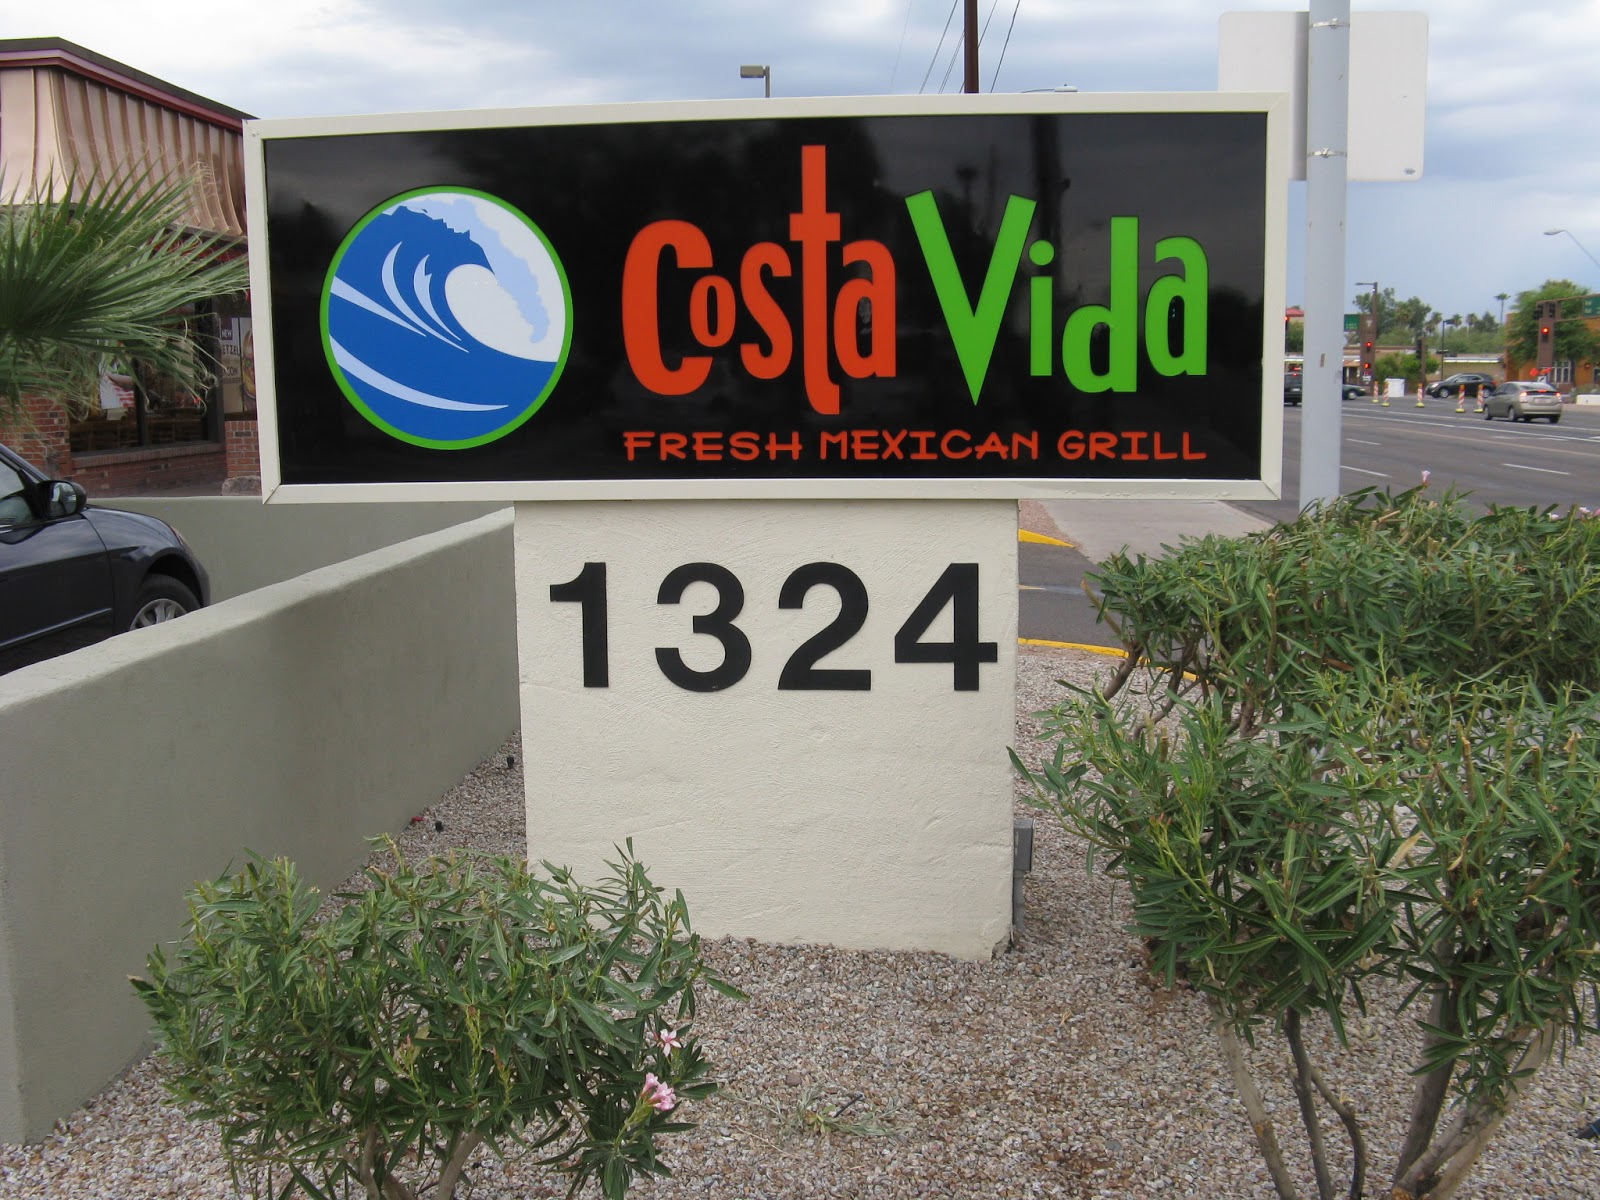 Costa Vida
FRESH MEXICAN GRILL
1324